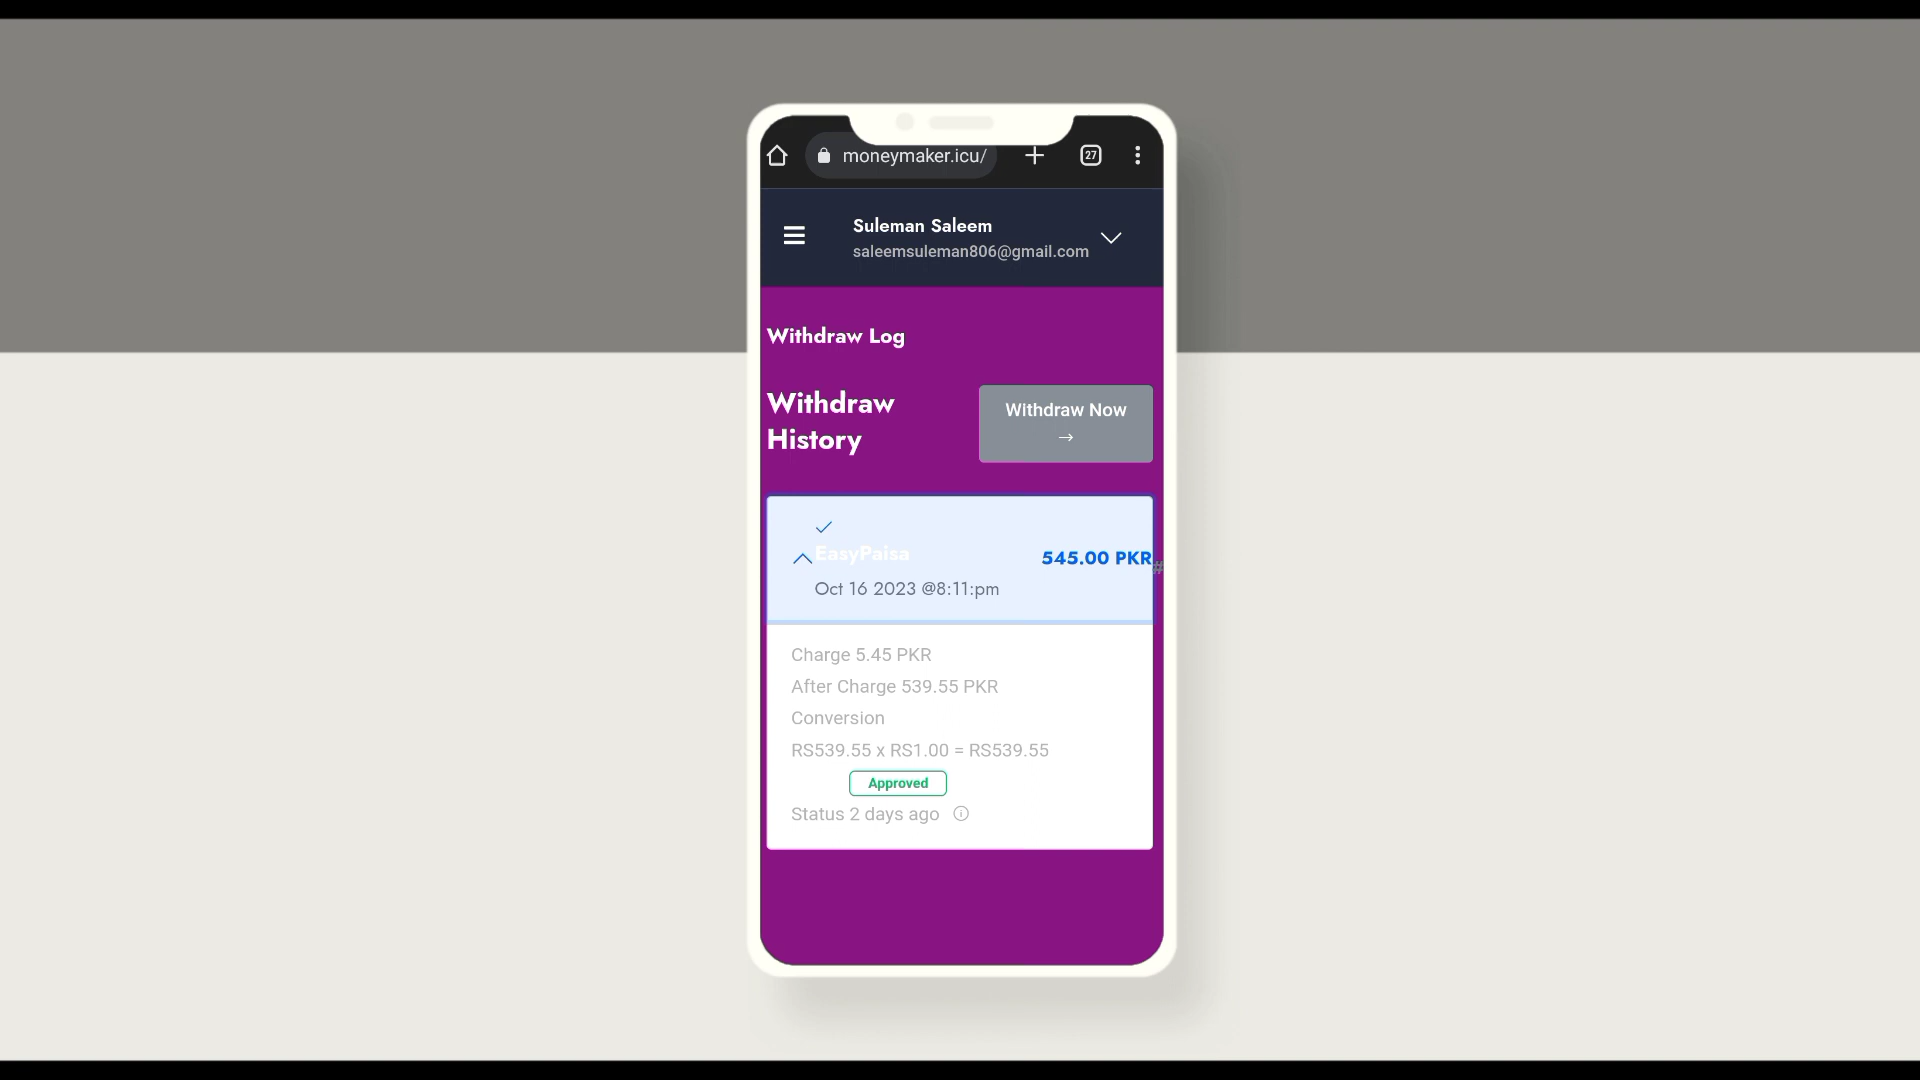 moneymaker.icu/
27
Suleman Saleem
saleemsuleman806@gmail.com
Withdraw Log
Withdraw
History
Withdraw Now
→
EasyPaisa
545.00 PKR
#
Oct 16 2023 @8:11:pm
Charge 5.45 PKR
After Charge 539.55 PKR
Conversion
RS539.55 x RS1.00 = RS539.55
Approved
Status 2 days ago